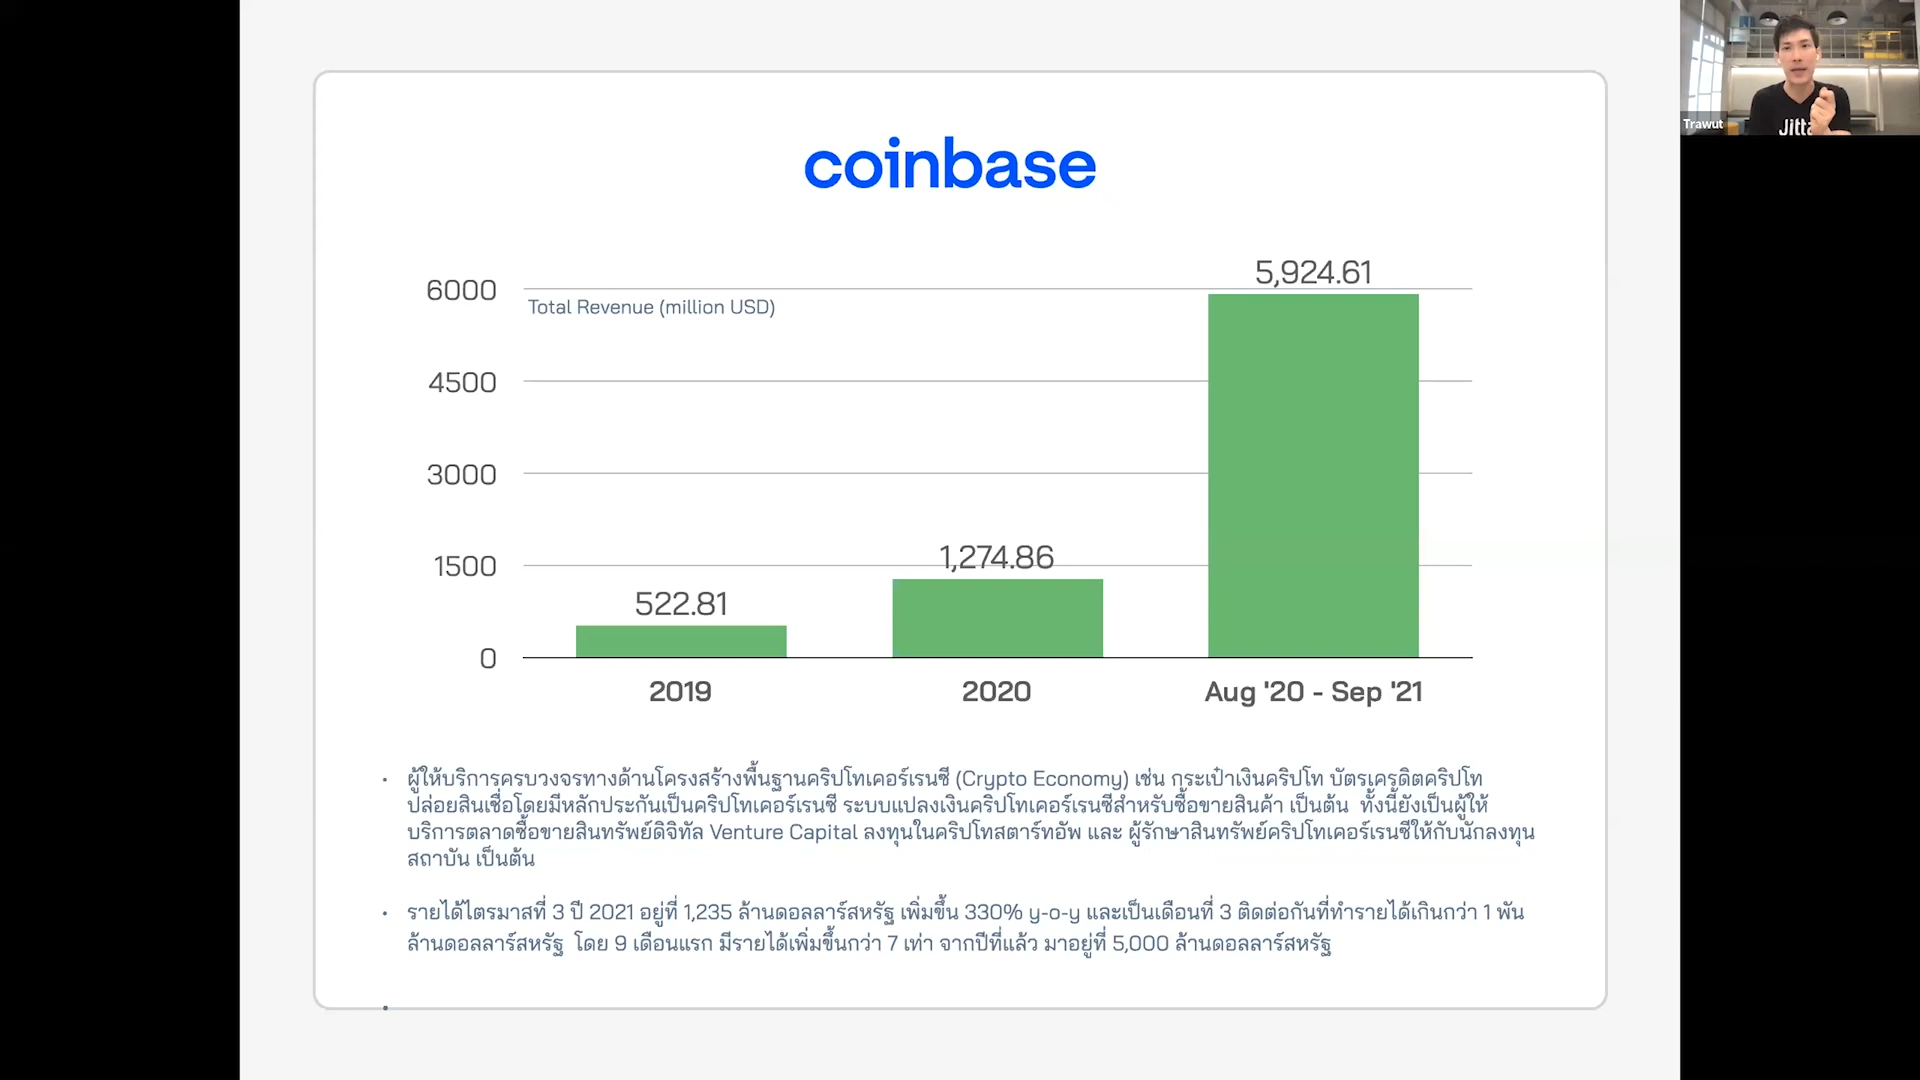 coinbase
5,924.61
6000
Total Revenue (million USD)
4500
3000
1,274.86
1500
522.81
0
2019 2020 Aug '20 - Sep '21
• ผู้ให้บริการครบวงจรทางด้านโครงสร้างพื้นฐานคริปโทเคอร์เรนซี (Crypto Economy) เช่น กระเป๋าเงินคริปโท บัตรเครดิตคริปโท
ปล่อยสินเชื่อโดยมีหลักประกันเป็นคริปโทเคอร์เรนซี ระบบแปลงเงินคริปโทเคอร์เรนซีสำหรับซื้อขายสินค้า เป็นต้น ทั้งนี้ยังเป็นผู้ให้
บริการตลาดซื้อขายสินทรัพย์ดิจิทัล Venture Capital ลงทุนในคริปโทสตาร์ทอัพ และ ผู้รักษาสินทรัพย์คริปโทเคอร์เรนซีให้กับนักลงทุน
สถาบัน เป็นต้น
• รายได้ไตรมาสที่ 3 ปี 2021 อยู่ที่ 1,235 ล้านดอลลาร์สหรัฐ เพิ่มขึ้น 330% y-o-y และเป็นเดือนที่ 3 ติดต่อกันที่ทำรายได้เกินกว่า 1 พัน
ล้านดอลลาร์สหรัฐ โดย 9 เดือนแรก มีรายได้เพิ่มขึ้นกว่า 7 เท่า จากปีที่แล้ว มาอยู่ที่ 5,000 ล้านดอลลาร์สหรัฐ
•
Trawut
Jitta